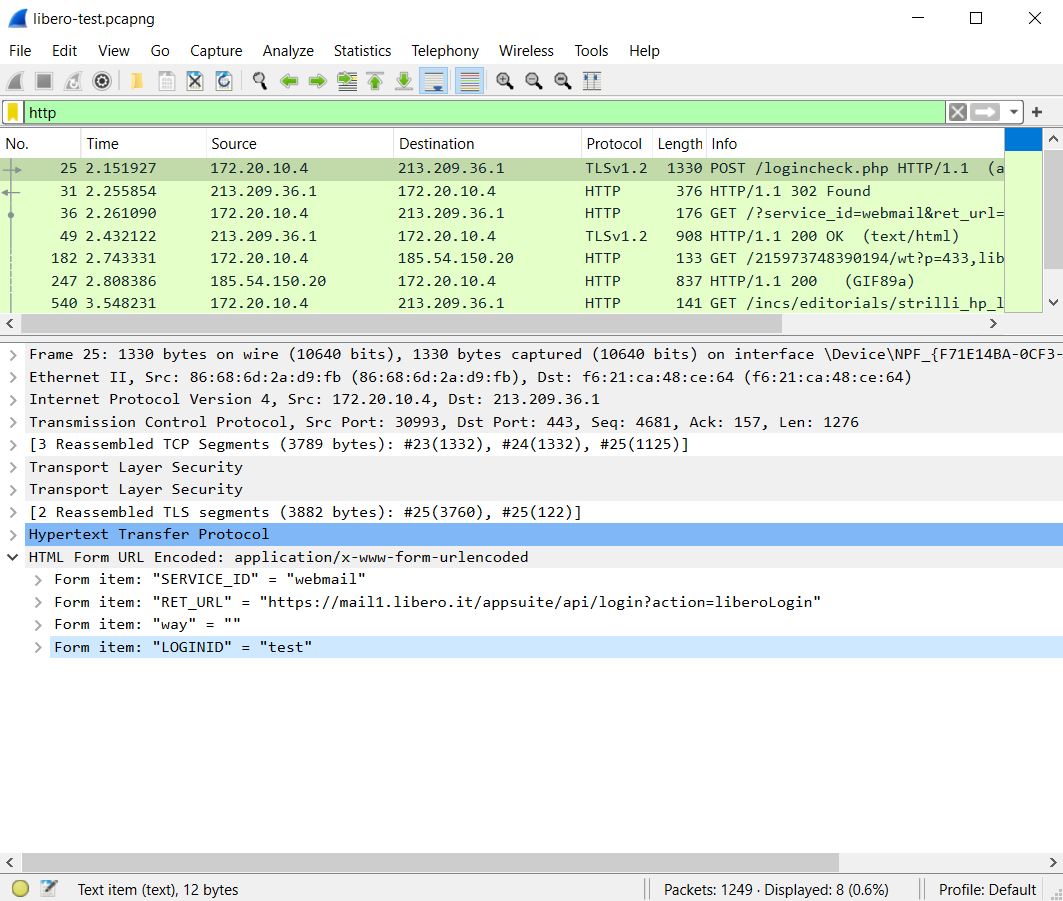 libero-test.pcapng
File Edit View Go Capture Analyze Statistics Telephony Wireless Tools Help
http
No. Time Source Destination Protocol Length Info
25 2.151927 172.20.10.4 213.209.36.1 TLSv1.2 1330 POST /logincheck.php HTTP/1.1 (a
31 2.255854 213.209.36.1 172.20.10.4 HTTP 376 HTTP/1.1 302 Found
36 2.261090 172.20.10.4 213.209.36.1 HTTP 176 GET /?service_id=webmail&ret_url=
49 2.432122 213.209.36.1 172.20.10.4 TLSv1.2 908 HTTP/1.1 200 OK (text/html)
182 2.743331 172.20.10.4 185.54.150.20 HTTP 133 GET /215973748390194/wt?p=433,lib
247 2.808386 185.54.150.20 172.20.10.4 HTTP 837 HTTP/1.1 200 (GIF89a)
540 3.548231 172.20.10.4 213.209.36.1 HTTP 141 GET /incs/editorials/strilli_hp_l
Frame 25: 1330 bytes on wire (10640 bits), 1330 bytes captured (10640 bits) on interface \Device\NPF_{F71E14BA-0CF3-
Ethernet II, Src: 86:68:6d:2a:d9:fb (86:68:6d:2a:d9:fb), Dst: f6:21:ca:48:ce:64 (f6:21:ca:48:ce:64)
Internet Protocol Version 4, Src: 172.20.10.4, Dst: 213.209.36.1
Transmission Control Protocol, Src Port: 30993, Dst Port: 443, Seq: 4681, Ack: 157, Len: 1276
[3 Reassembled TCP Segments (3789 bytes): #23(1332), #24(1332), #25(1125)]
Transport Layer Security
Transport Layer Security
[2 Reassembled TLS segments (3882 bytes): #25(3760), #25(122)]
Hypertext Transfer Protocol
HTML Form URL Encoded: application/x-www-form-urlencoded
Form item: "SERVICE_ID" = "webmail"
Form item: "RET_URL" = "https://mail1.libero.it/appsuite/api/login?action=liberoLogin"
Form item: "way" = ""
Form item: "LOGINID" = "test"
Text item (text), 12 bytes Packets: 1249 · Displayed: 8 (0.6%) Profile: Default